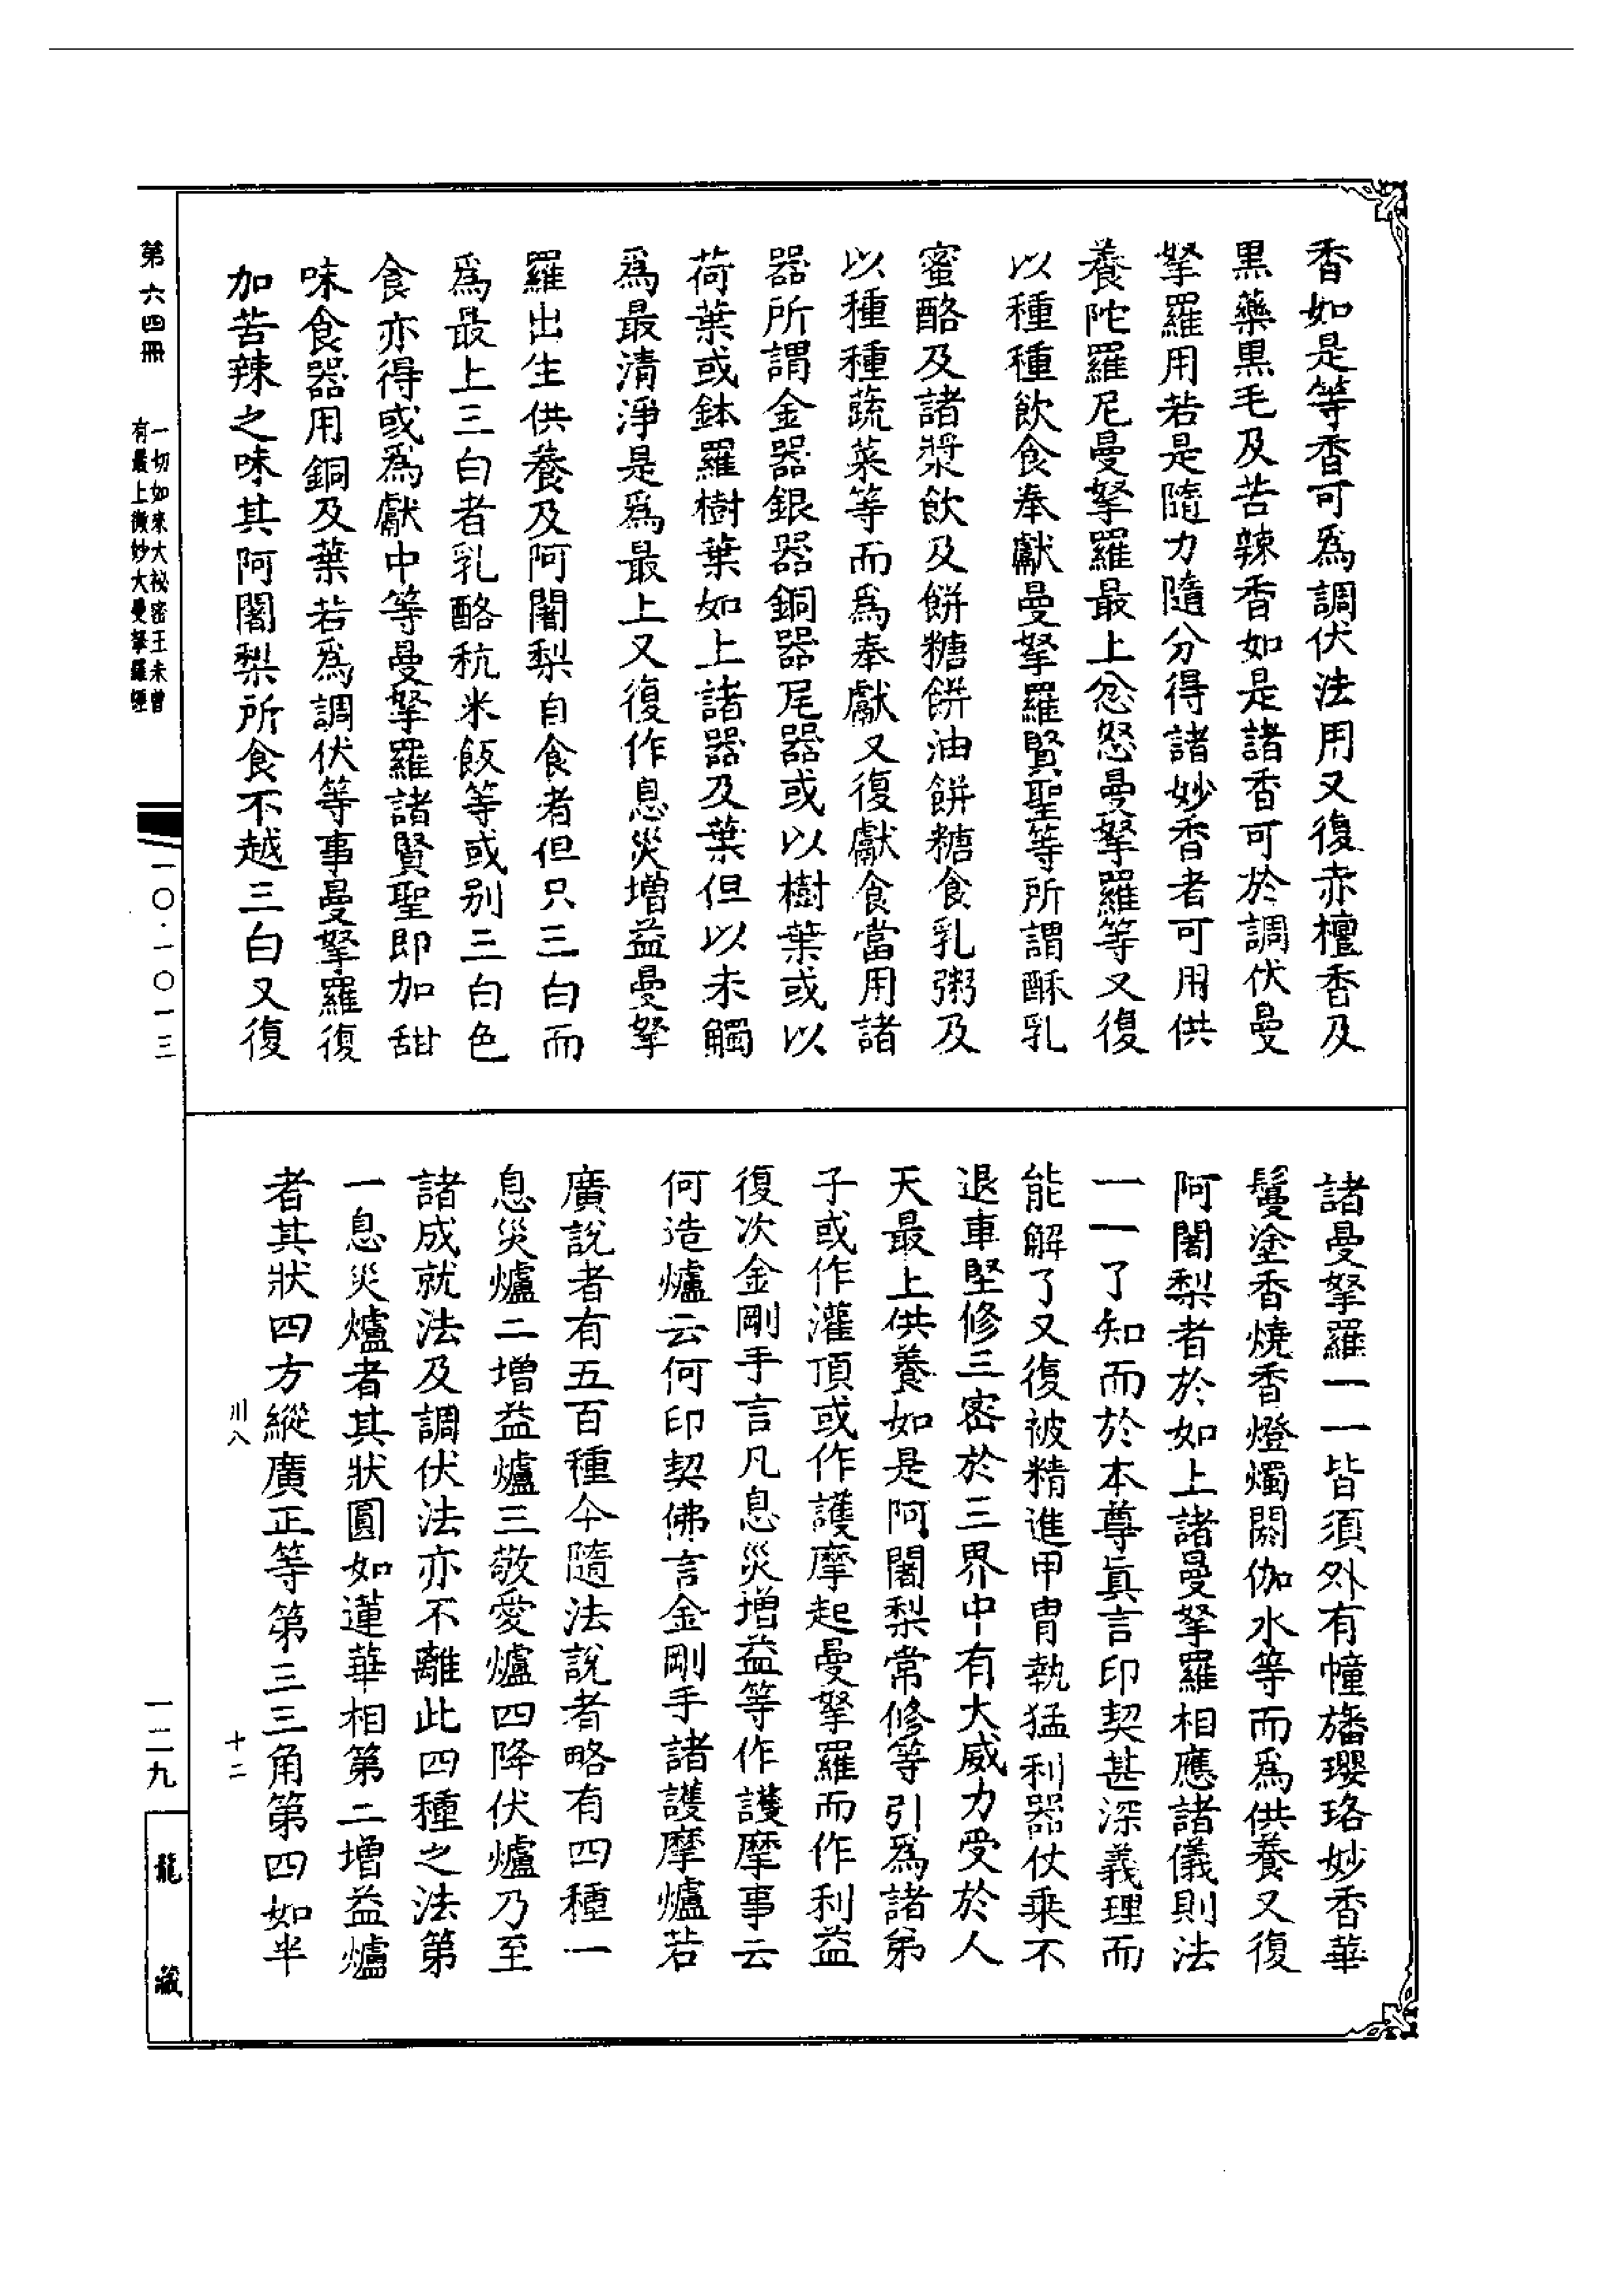 香如是等香可爲調伏法用又復赤檀香及
黒藥黒毛及苦辣香如是諸香可於調伏曼
拏羅用若是隨力隨分得諸妙香者可用供
養陀羅尼曼拏羅最上忿怒曼拏羅等又復
以種種飲食奉獻曼拏羅賢聖等所謂酥乳
蜜酪及諸漿飲及餅糖餅油餅糖食乳粥及
以種種蔬菜等而爲奉獻又復獻食當用諸
器所謂金器銀器銅器瓦器或以樹葉或以
荷葉或鉢羅樹葉如上諸器及葉但以未觸
爲最清淨是爲最上又復作息災增益曼拏
羅出生供養及阿闍梨自食者但只三白而
爲最上三白者乳酪秔米飯等或别三白色
食亦得或爲獻中等曼拏羅諸賢聖即加甜
味食器用銅及葉若爲調伏等事曼拏羅復
加苦辣之味其阿闍梨所食不越三白又復
諸曼拏羅一一皆須外有幢旛瓔珞妙香華
鬘塗香燒香燈燭閼伽水等而爲供養又復
阿闍梨者於如上諸曼拏羅相應諸儀則法
一一了知而於本尊眞言印契甚深義理而
能解了又復被精進甲胄執猛利器仗乗不
退車堅修三密於三界中有大威力受於人
天最上供養如是阿闍梨常修等引爲諸弟
子或作灌頂或作護摩起曼拏羅而作利益
復次金剛手言凡息災增益等作護摩事云
何造爐云何印契佛言金剛手諸護摩爐若
廣說者有五百種今隨法說者略有四種一
息災爐二增益爐三敬愛爐四降伏爐乃至
諸成就法及調伏法亦不離此四種之法第
一息災爐者其狀圓如蓮華相第二增益爐
者其狀四方縱廣正等第三三角第四如半
川八　十二
第六四冊
一切如來大祕密王未曾
有最上微妙大曼拏羅經
一〇·一〇一三
一二九
龍藏